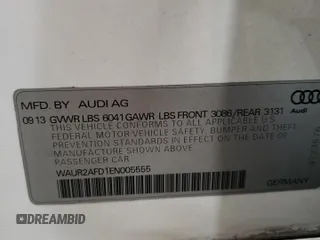 MFD. BY AUDI AG
Audi
09 13 GVWR LBS 6041 GAWR LBS FRONT 3086/REAR 3131
THIS VEHICLE CONFORMS TO ALL APPLICABLE US
FEDERAL MOTOR VEHICLE SAFETY, BUMPER AND THEFT
PREVENTION STANDARDS IN EFFECT ON THE DATE OF
MANUFACTURE SHOWN ABOVE.
PASSENGER CAR
WAUR2AFD1EN005555
GERMANY
DREAMBID